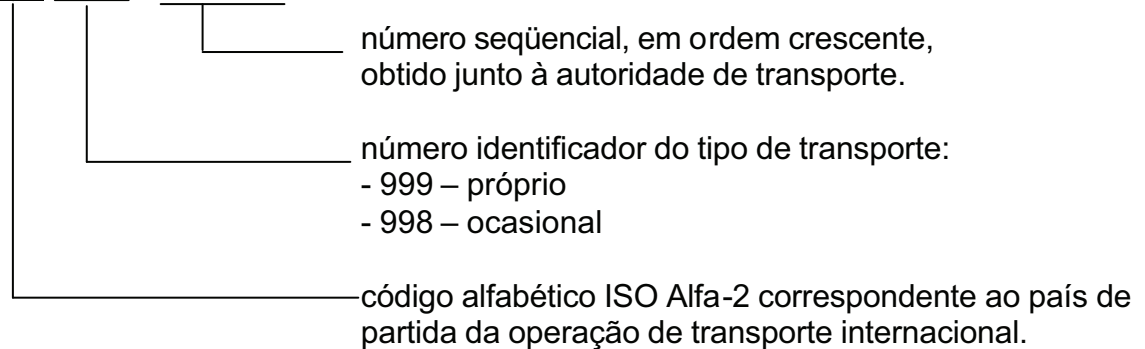 número seqüencial, em ordem crescente,
obtido junto à autoridade de transporte.
número identificador do tipo de transporte:
- 999 – próprio
- 998 – ocasional
código alfabético ISO Alfa-2 correspondente ao país de
partida da operação de transporte internacional.